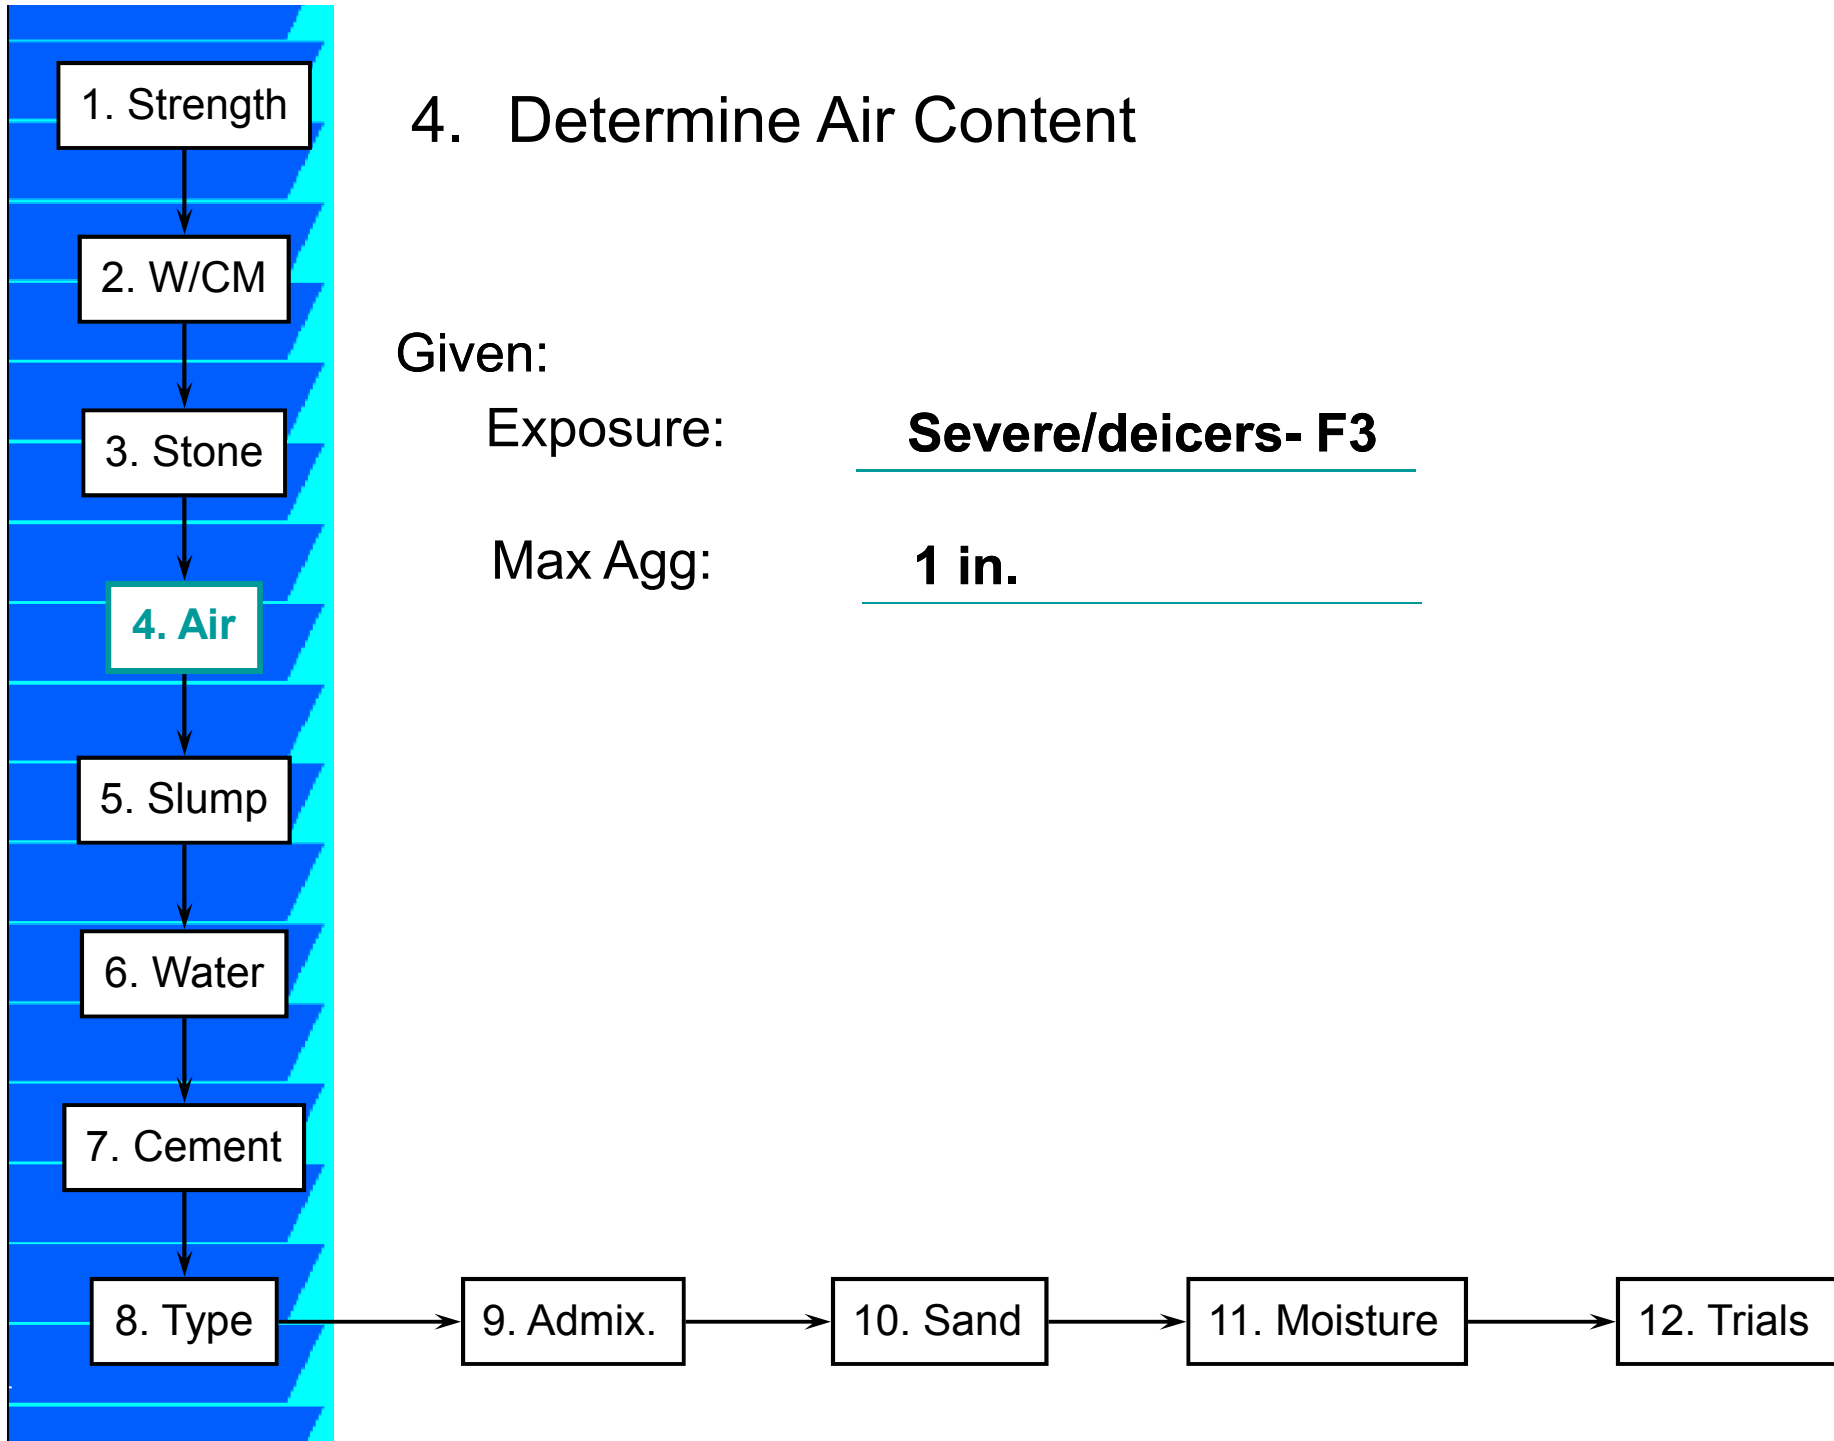 4. Determine Air Content
Given:
Exposure: Severe/deicers- F3
Max Agg: 1 in.
1. Strength
2. W/CM
3. Stone
4. Air
5. Slump
6. Water
7. Cement
8. Type
9. Admix.
10. Sand
11. Moisture
12. Trials